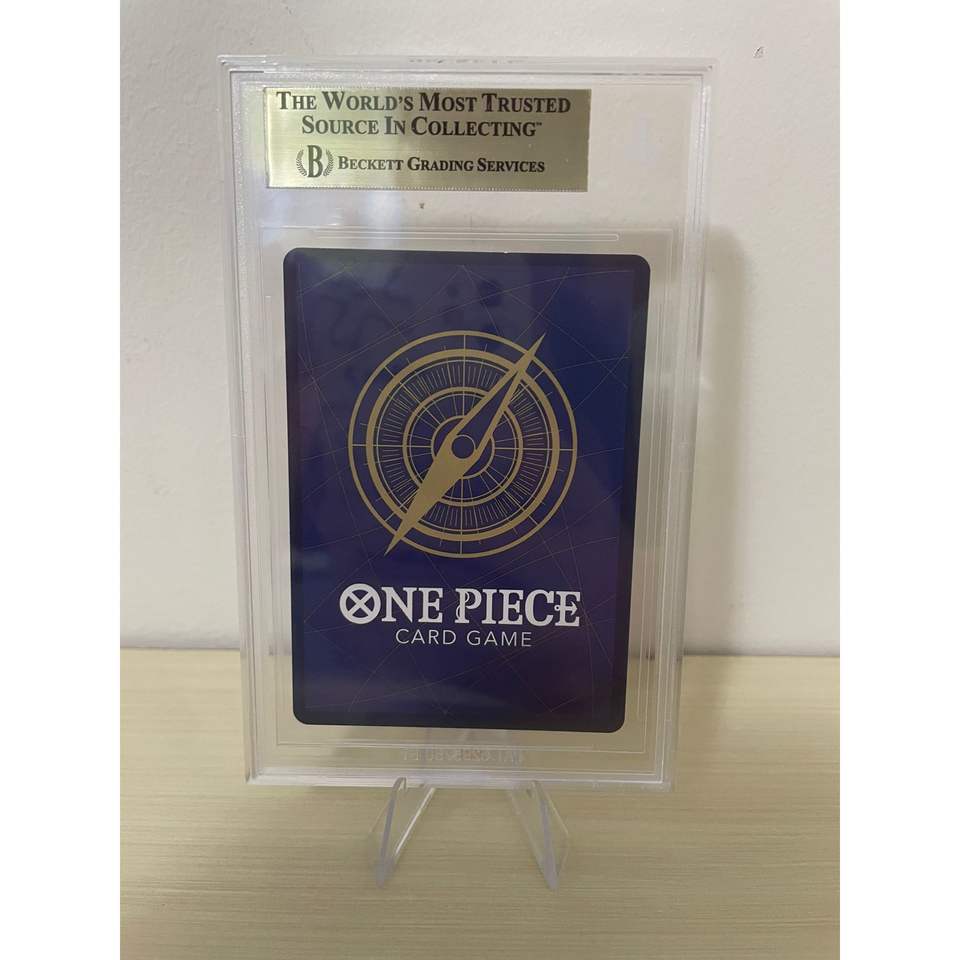 THE WORLD'S MOST TRUSTED
SOURCE IN COLLECTING™
B BECKETT GRADING SERVICES
ONE PIECE
CARD GAME